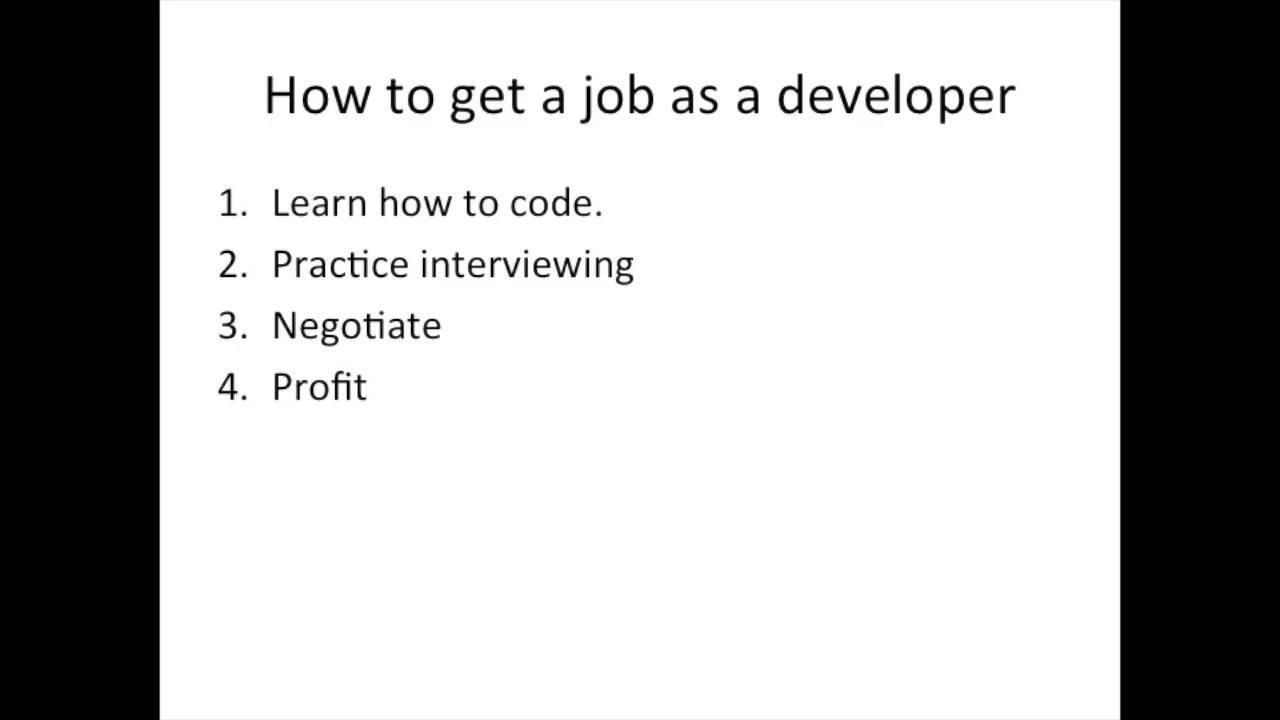 How to get a job as a developer
1. Learn how to code.
2. Practice interviewing
3. Negotiate
4. Profit